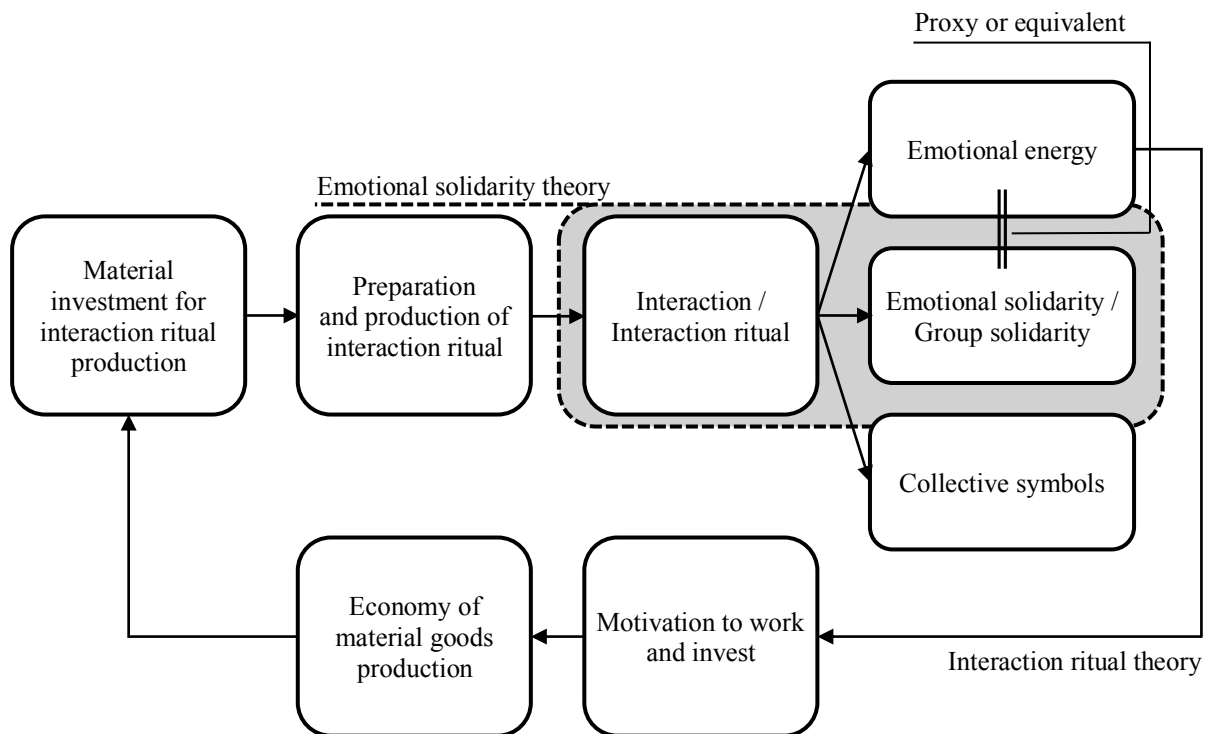 Proxy or equivalent
Emotional energy
Emotional solidarity theory
Material
investment for
interaction ritual
production
Preparation
and production of
interaction ritual
Interaction /
Interaction ritual
Emotional solidarity /
Group solidarity
Collective symbols
Economy of
material goods
production
Motivation to work
and invest
Interaction ritual theory